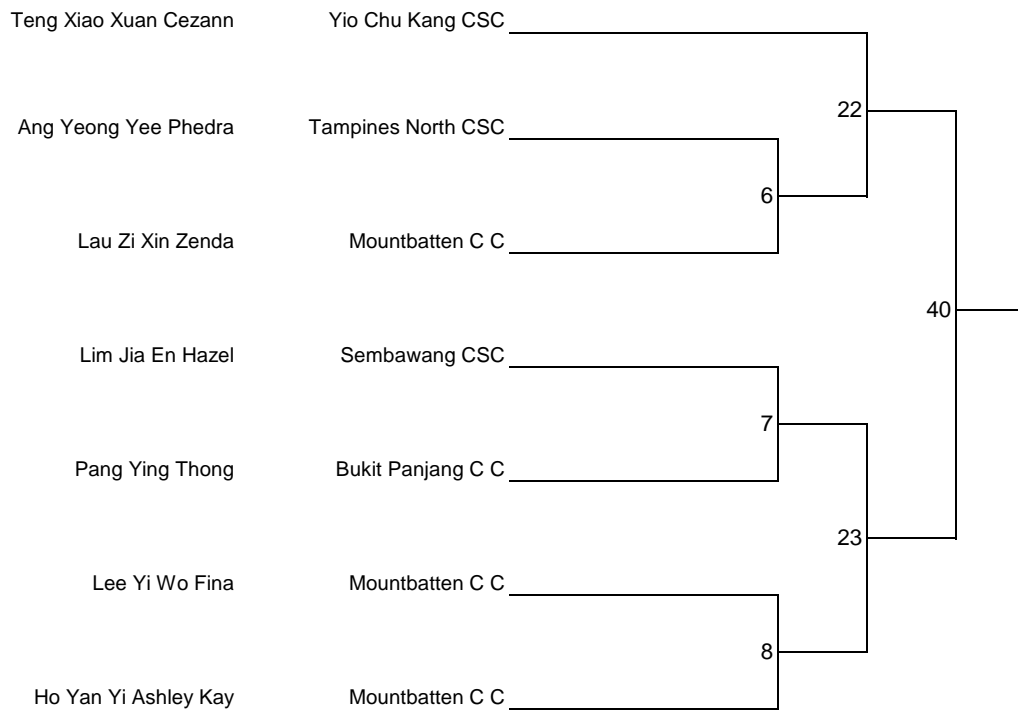 Teng Xiao Xuan Cezann Yio Chu Kang CSC
22
Ang Yeong Yee Phedra Tampines North CSC
6
Lau Zi Xin Zenda Mountbatten C C
40
Lim Jia En Hazel Sembawang CSC
7
Pang Ying Thong Bukit Panjang C C
23
Lee Yi Wo Fina Mountbatten C C
8
Ho Yan Yi Ashley Kay Mountbatten C C